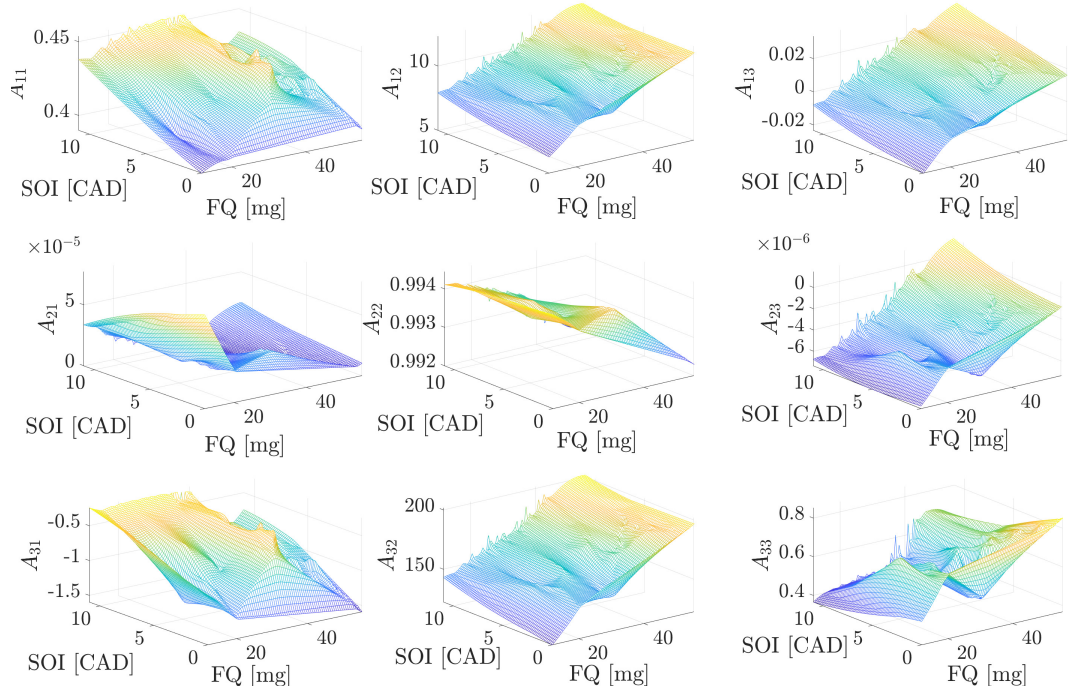 0.45
0.4
A11
10
5
0
SOI [CAD]
20
40
FQ [mg]
10
5
A12
10
5
0
SOI [CAD]
20
40
FQ [mg]
0.02
0
-0.02
A13
10
5
0
SOI [CAD]
20
40
FQ [mg]
×10⁻⁵
5
0
A21
10
5
0
SOI [CAD]
20
40
FQ [mg]
0.994
0.993
0.992
A22
10
5
0
SOI [CAD]
20
40
FQ [mg]
×10⁻⁶
0
-2
-4
-6
A23
10
5
0
SOI [CAD]
20
40
FQ [mg]
-0.5
-1
-1.5
A31
10
5
0
SOI [CAD]
20
40
FQ [mg]
200
150
A32
10
5
0
SOI [CAD]
20
40
FQ [mg]
0.8
0.6
0.4
A33
10
5
0
SOI [CAD]
20
40
FQ [mg]